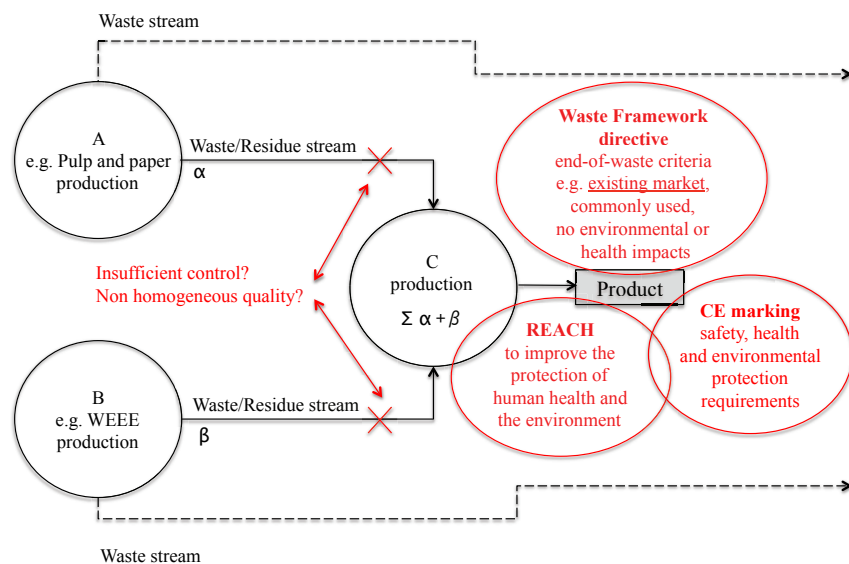 Waste stream
A
e.g. Pulp and paper
production
Waste/Residue stream
α
Waste Framework
directive
end-of-waste criteria
e.g. existing market,
commonly used,
no environmental or
health impacts
Insufficient control?
Non homogeneous quality?
C
production
Σ α + β
Product
REACH
to improve the
protection of
human health and
the environment
CE marking
safety, health
and environmental
protection
requirements
B
e.g. WEEE
production
Waste/Residue stream
β
Waste stream